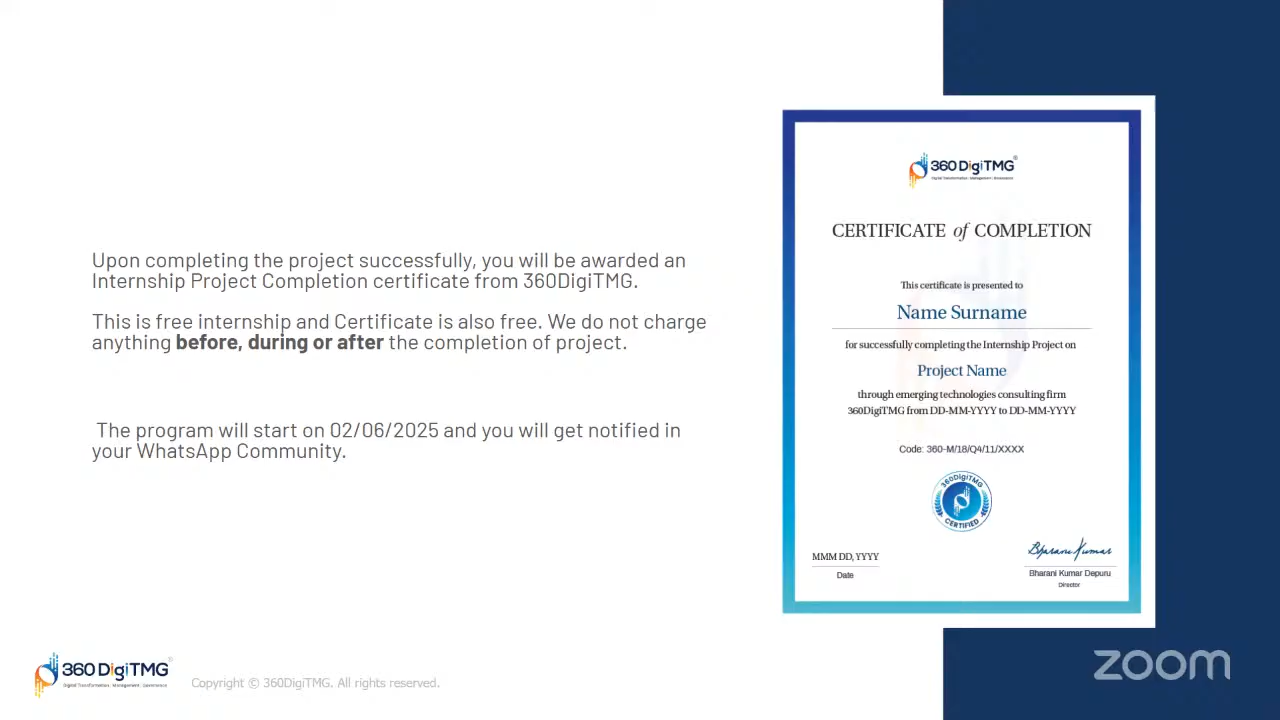 Upon completing the project successfully, you will be awarded an
Internship Project Completion certificate from 360DigiTMG.
This is free internship and Certificate is also free. We do not charge
anything before, during or after the completion of project.
The program will start on 02/06/2025 and you will get notified in
your WhatsApp Community.
360DigiTMG®
Digital Transformation | Management | Governance
CERTIFICATE of COMPLETION
This certificate is presented to
Name Surname
for successfully completing the Internship Project on
Project Name
through emerging technologies consulting firm
360DigiTMG from DD-MM-YYYY to DD-MM-YYYY
Code: 360-M/18/Q4/11/XXXX
360DigiTMG
CERTIFIED
MMM DD, YYYY
Date
Bharani Kumar
Bharani Kumar Depuru
Director
360DigiTMG®
Digital Transformation | Management | Governance
Copyright © 360DigiTMG. All rights reserved.
zoom